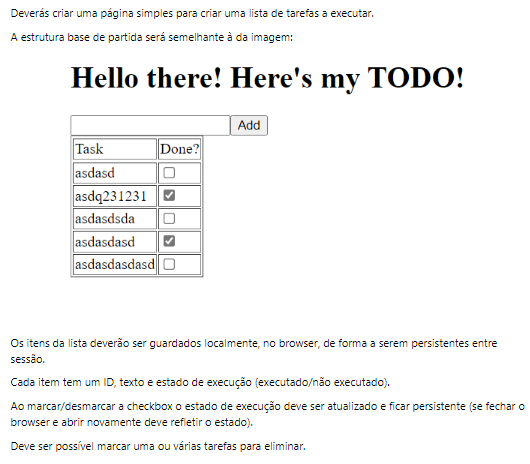 Deverás criar uma página simples para criar uma lista de tarefas a executar.
A estrutura base de partida será semelhante à da imagem:
Hello there! Here's my TODO!
Add
Task Done?
asdasd
asdq231231
asdasdsda
asdasdasd
asdasdasdasd
Os itens da lista deverão ser guardados localmente, no browser, de forma a serem persistentes entre
sessão.
Cada item tem um ID, texto e estado de execução (executado/não executado).
Ao marcar/desmarcar a checkbox o estado de execução deve ser atualizado e ficar persistente (se fechar o
browser e abrir novamente deve refletir o estado).
Deve ser possível marcar uma ou várias tarefas para eliminar.